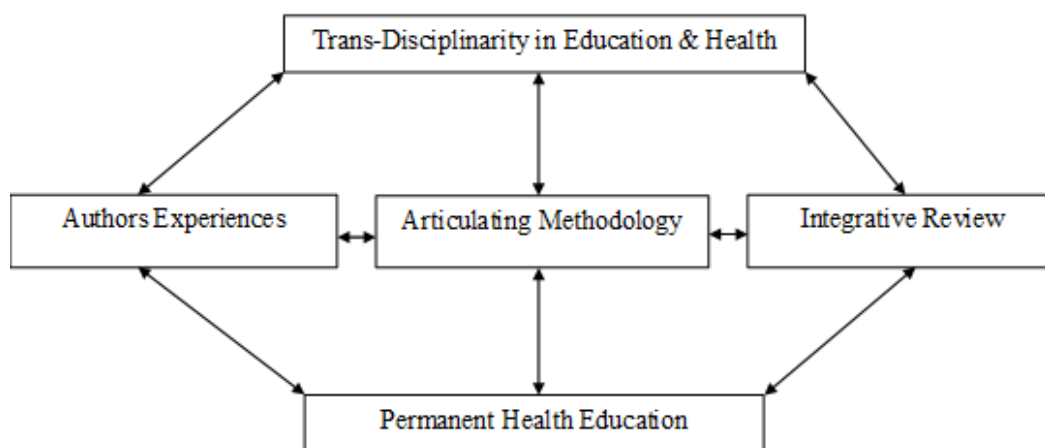 Trans-Disciplinarity in Education & Health
Authors Experiences
Articulating Methodology
Integrative Review
Permanent Health Education